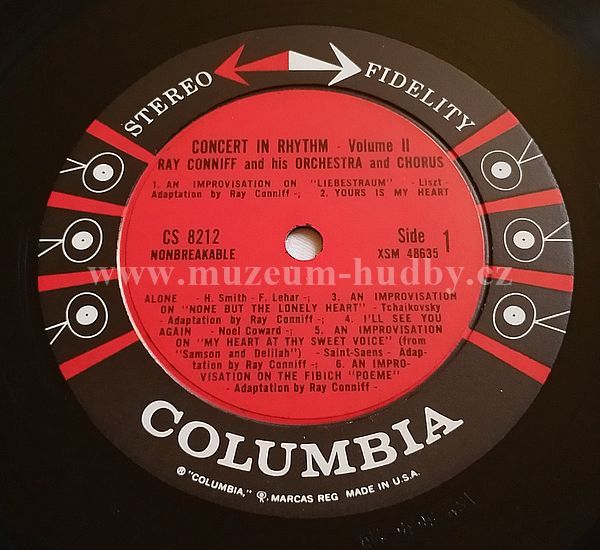 STEREO FIDELITY
CONCERT IN RHYTHM - Volume II
RAY CONNIFF and his ORCHESTRA and CHORUS
1. AN IMPROVISATION ON "LIEBESTRAUM" - Liszt -
Adaptation by Ray Conniff -; 2. YOURS IS MY HEART
CS 8212 Side 1
NONBREAKABLE XSM 48635
www.muzeum-hudby.cz
ALONE - H. Smith - F. Lehar -; 3. AN IMPROVISATION
ON "NONE BUT THE LONELY HEART" - Tchaikovsky
- Adaptation by Ray Conniff -; 4. I'LL SEE YOU
AGAIN - Noel Coward -; 5. AN IMPROVISATION
ON "MY HEART AT THY SWEET VOICE" (from
"Samson and Delilah") - Saint-Saens - Adap-
tation by Ray Conniff -; 6. AN IMPRO-
VISATION ON THE FIBICH "POEME"
- Adaptation by Ray Conniff -
COLUMBIA
® "COLUMBIA," ® MARCAS REG MADE IN U.S.A.